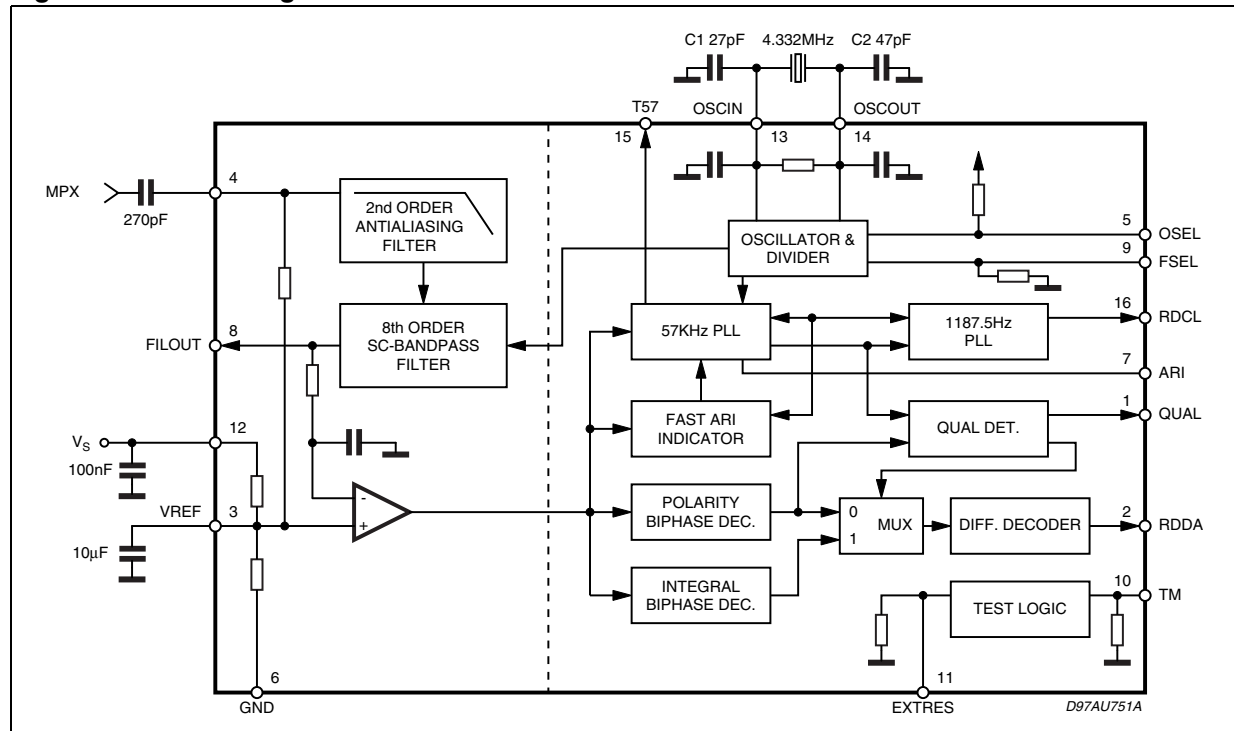 C1 27pF
4.332MHz
C2 47pF
T57
OSCIN
OSCOUT
15
13
14
MPX
270pF
4
2nd ORDER
ANTIALIASING
FILTER
OSCILLATOR &
DIVIDER
5
OSEL
9
FSEL
FILOUT
8
8th ORDER
SC-BANDPASS
FILTER
57KHz PLL
1187.5Hz
PLL
16
RDCL
7
ARI
VS
12
100nF
FAST ARI
INDICATOR
QUAL DET.
1
QUAL
VREF
3
10µF
-
+
POLARITY
BIPHASE DEC.
0
1
MUX
DIFF. DECODER
2
RDDA
INTEGRAL
BIPHASE DEC.
TEST LOGIC
10
TM
6
GND
11
EXTRES
D97AU751A